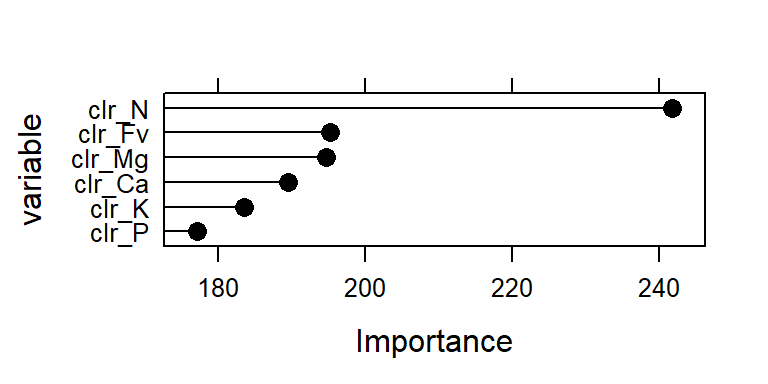 variable
clr_N
clr_Fv
clr_Mg
clr_Ca
clr_K
clr_P
180 200 220 240
Importance